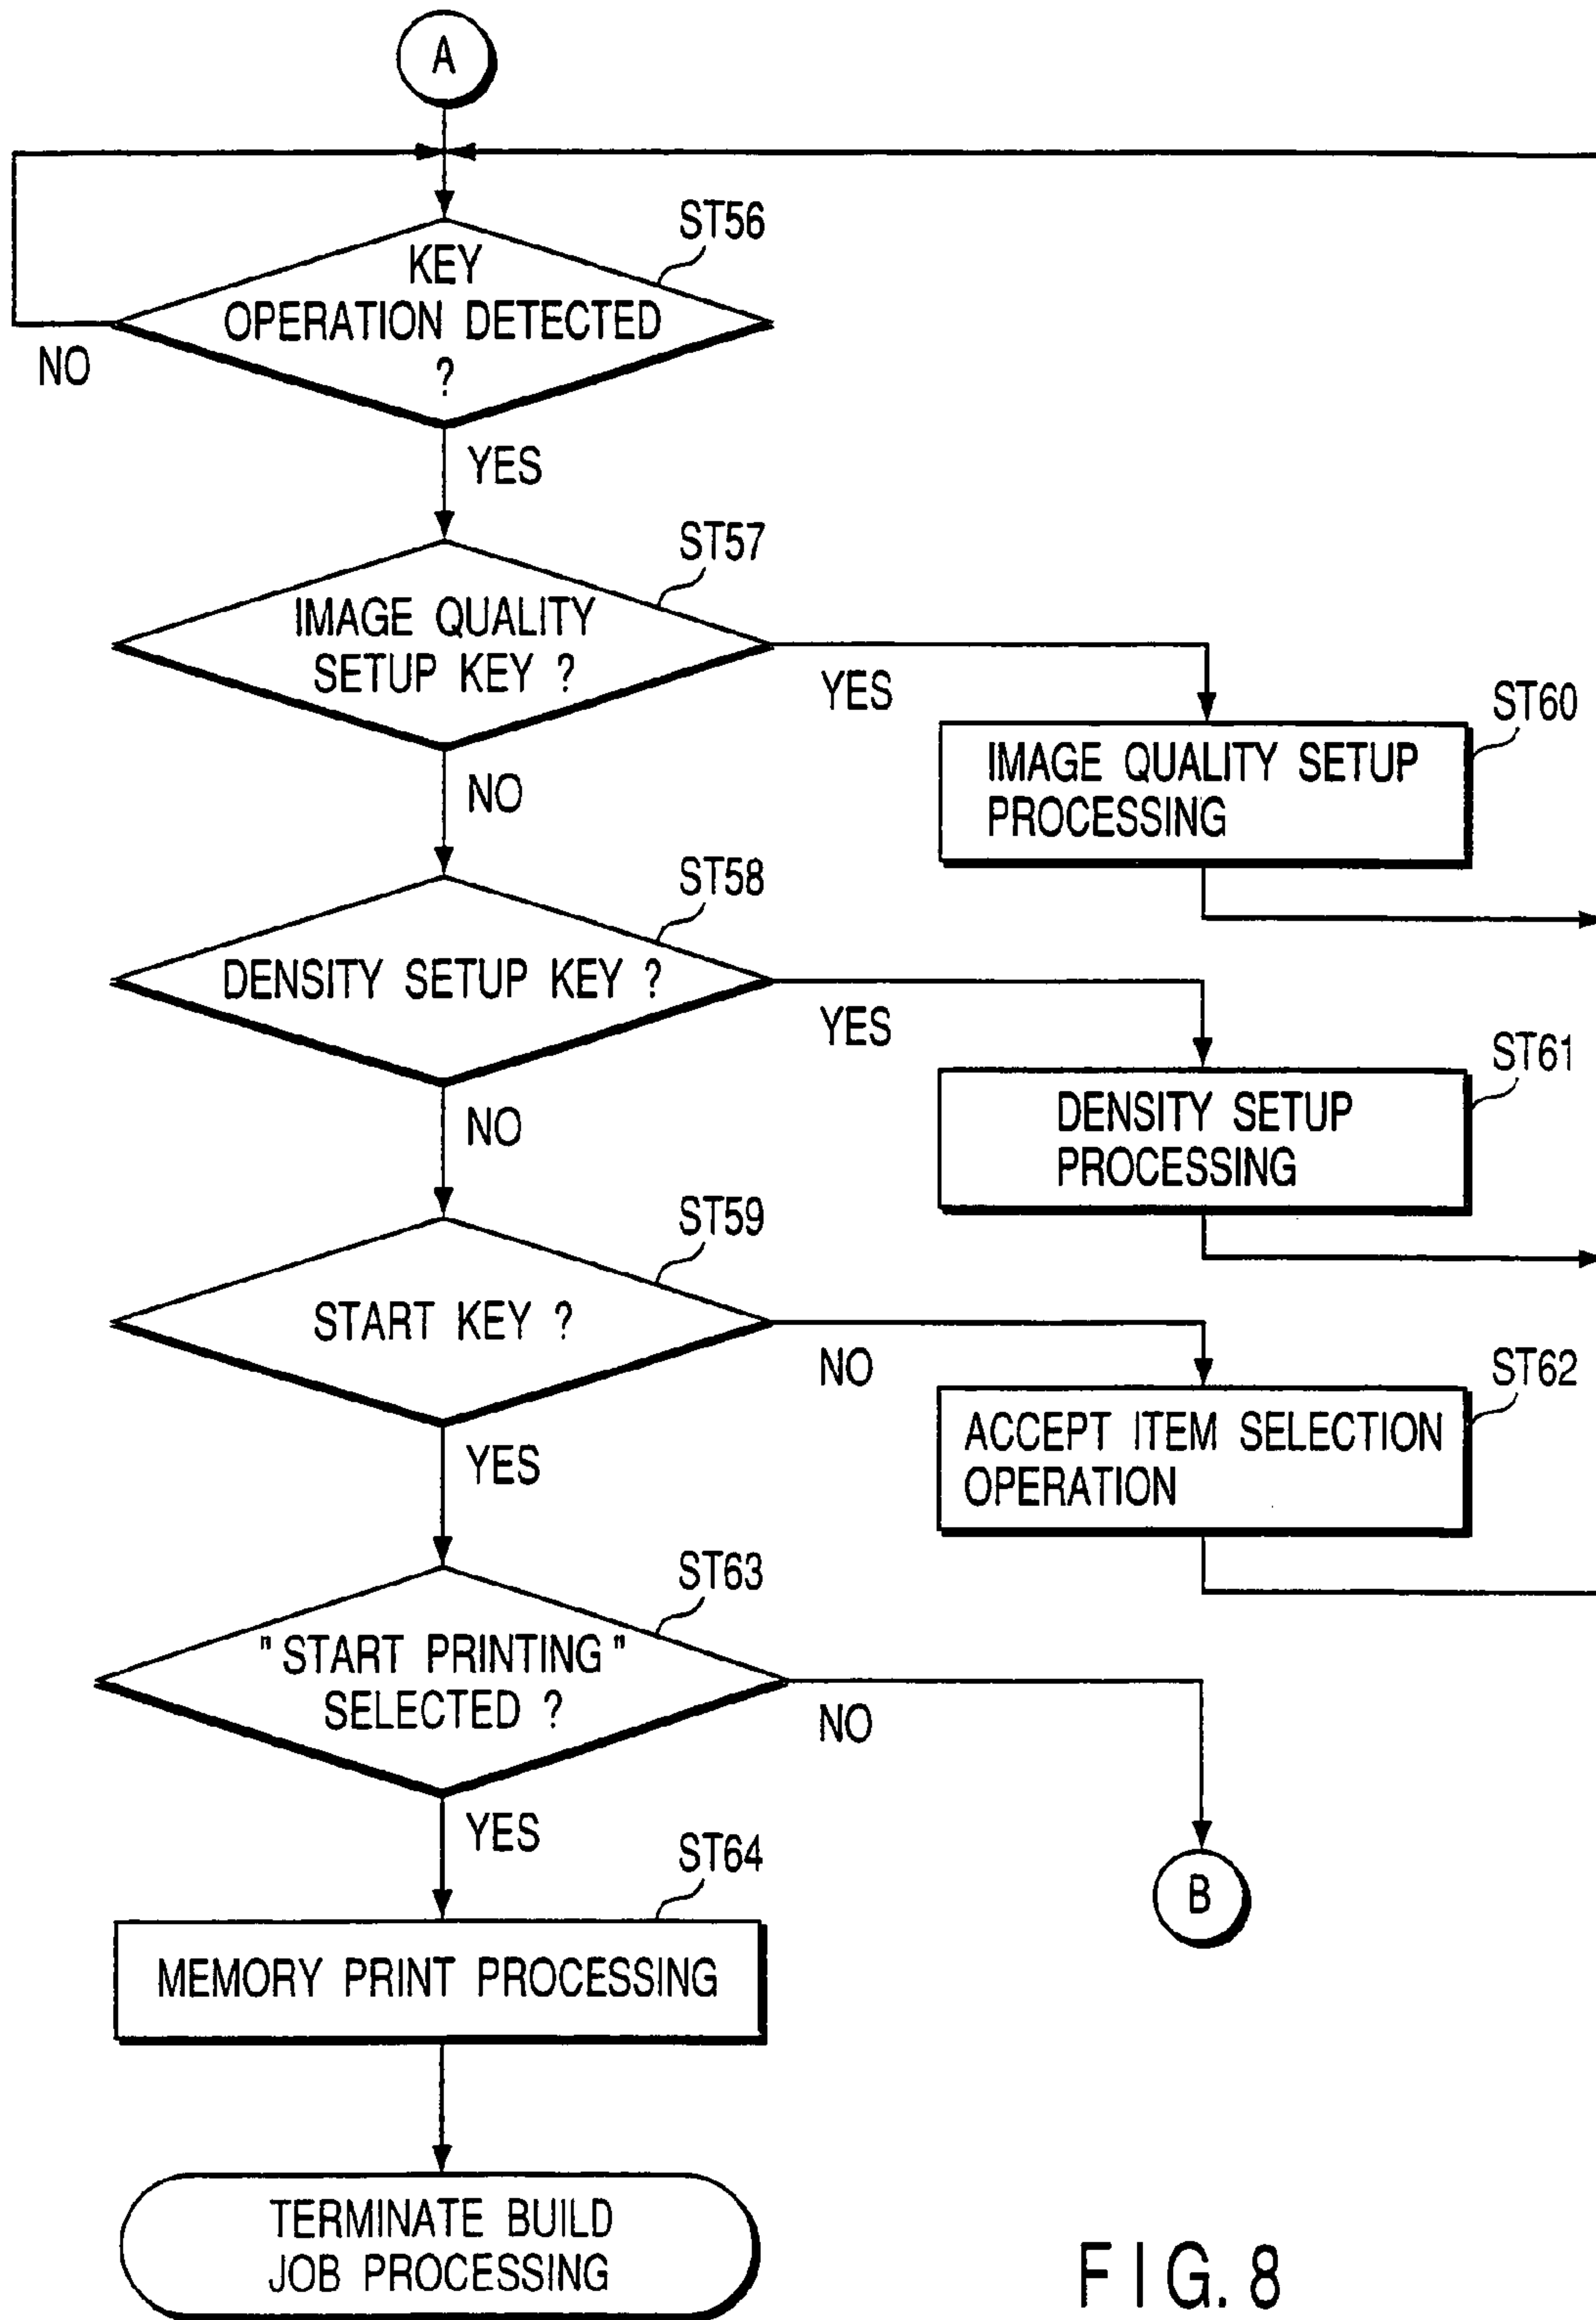 A
ST56
KEY
OPERATION DETECTED
?
NO
YES
ST57
IMAGE QUALITY
SETUP KEY ?
YES
NO
ST60
IMAGE QUALITY SETUP
PROCESSING
ST58
DENSITY SETUP KEY ?
YES
NO
ST61
DENSITY SETUP
PROCESSING
ST59
START KEY ?
NO
YES
ST62
ACCEPT ITEM SELECTION
OPERATION
ST63
"START PRINTING"
SELECTED ?
NO
YES
B
ST64
MEMORY PRINT PROCESSING
TERMINATE BUILD
JOB PROCESSING
FIG. 8